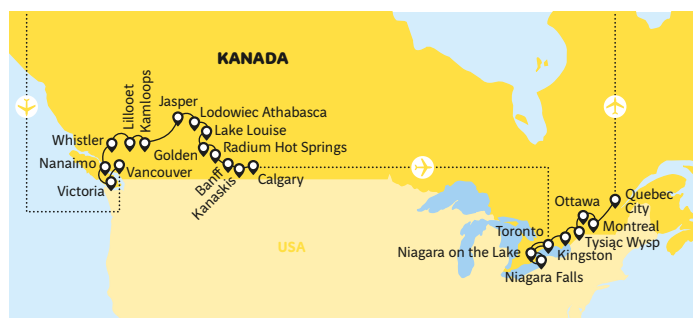 KANADA
Jasper
Lillooet
Kamloops
Lodowiec Athabasca
Lake Louise
Whistler
Golden
Radium Hot Springs
Nanaimo
Vancouver
Banff
Kanaskis
Calgary
Victoria
Ottawa
Quebec
City
Montreal
Toronto
Tysiąc Wysp
USA
Niagara on the Lake
Kingston
Niagara Falls